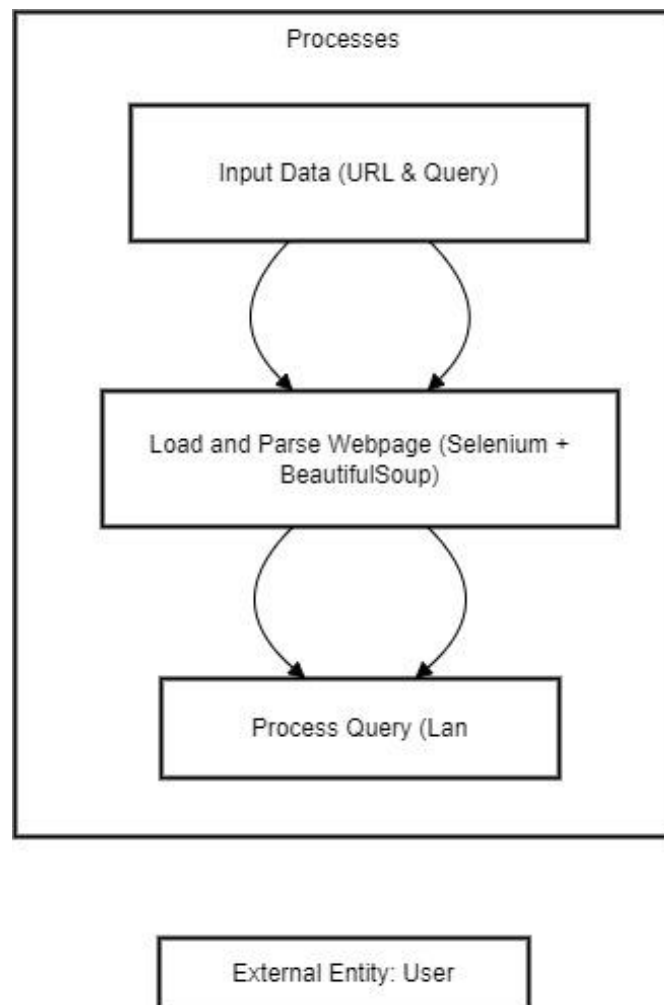 Processes
Input Data (URL & Query)
Load and Parse Webpage (Selenium +
BeautifulSoup)
Process Query (Lan
External Entity: User